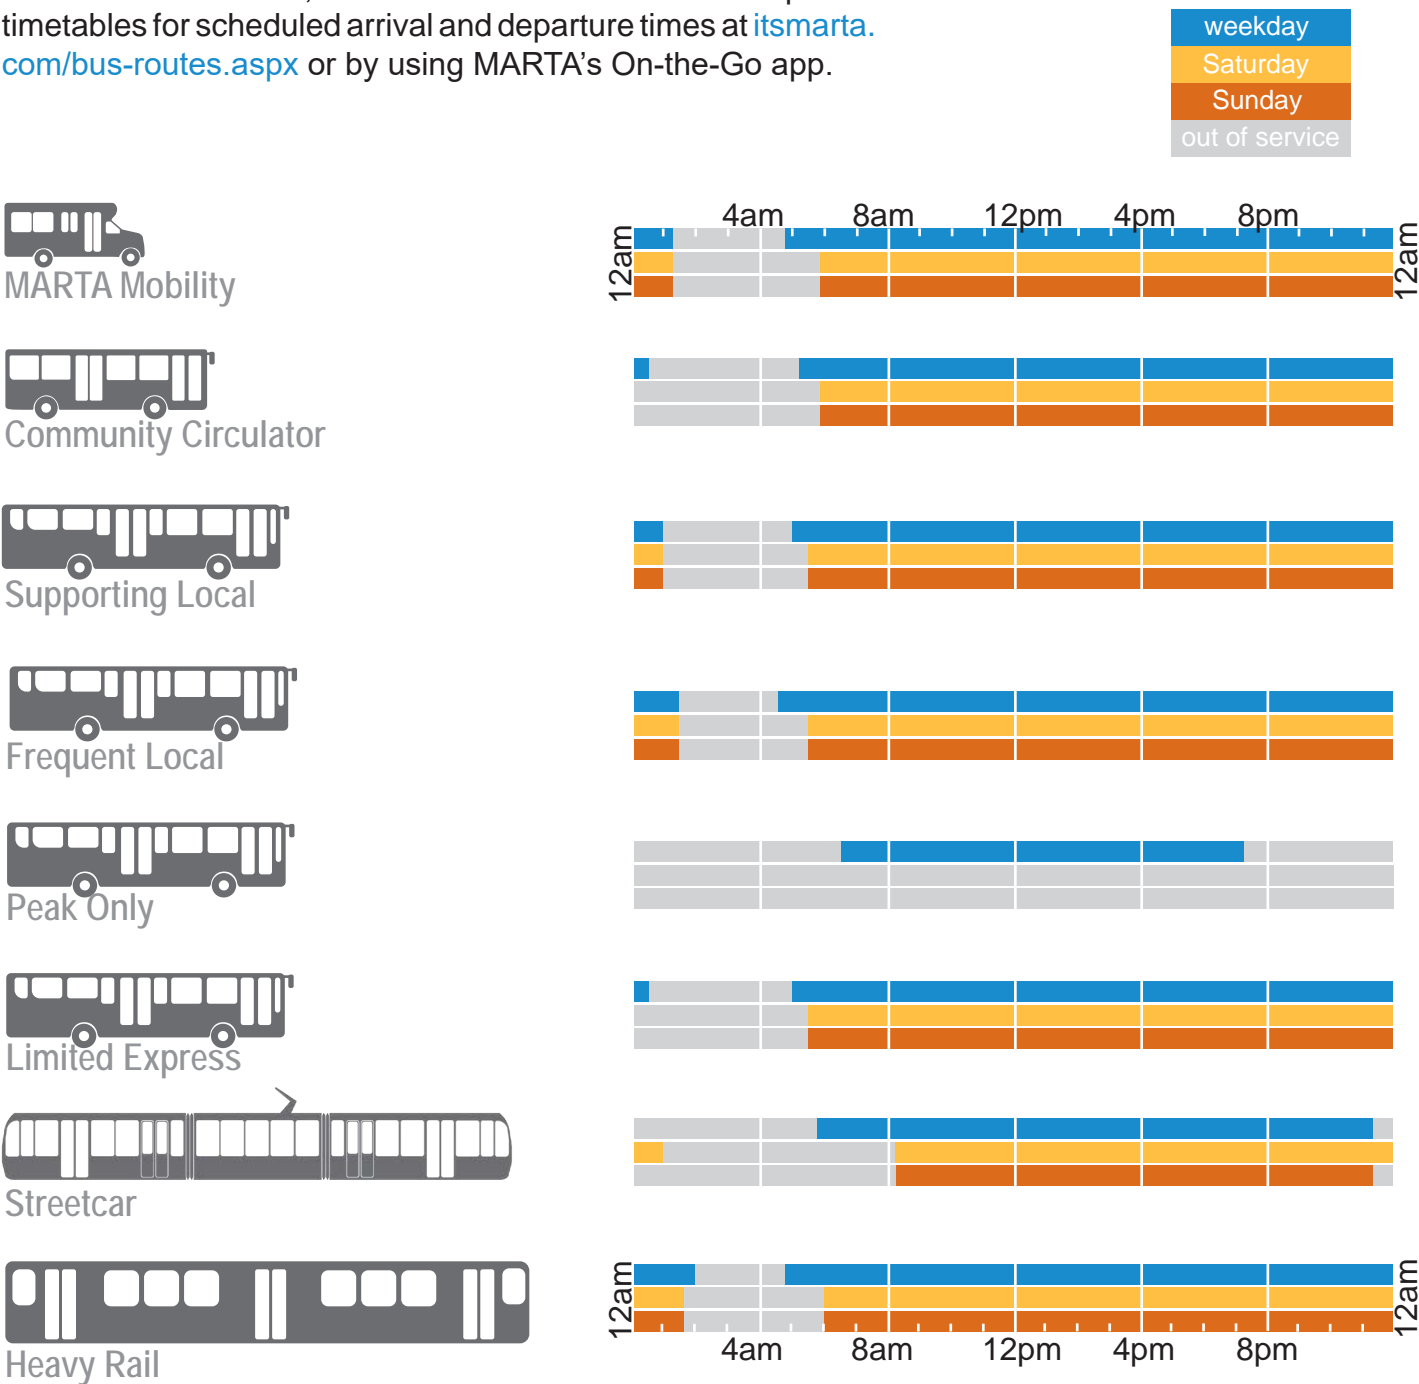 timetables for scheduled arrival and departure times at itsmarta.
com/bus-routes.aspx or by using MARTA's On-the-Go app.
weekday
Saturday
Sunday
out of service
4am 8am 12pm 4pm 8pm
12am 12am
MARTA Mobility
Community Circulator
Supporting Local
Frequent Local
Peak Only
Limited Express
Streetcar
12am 12am
4am 8am 12pm 4pm 8pm
Heavy Rail